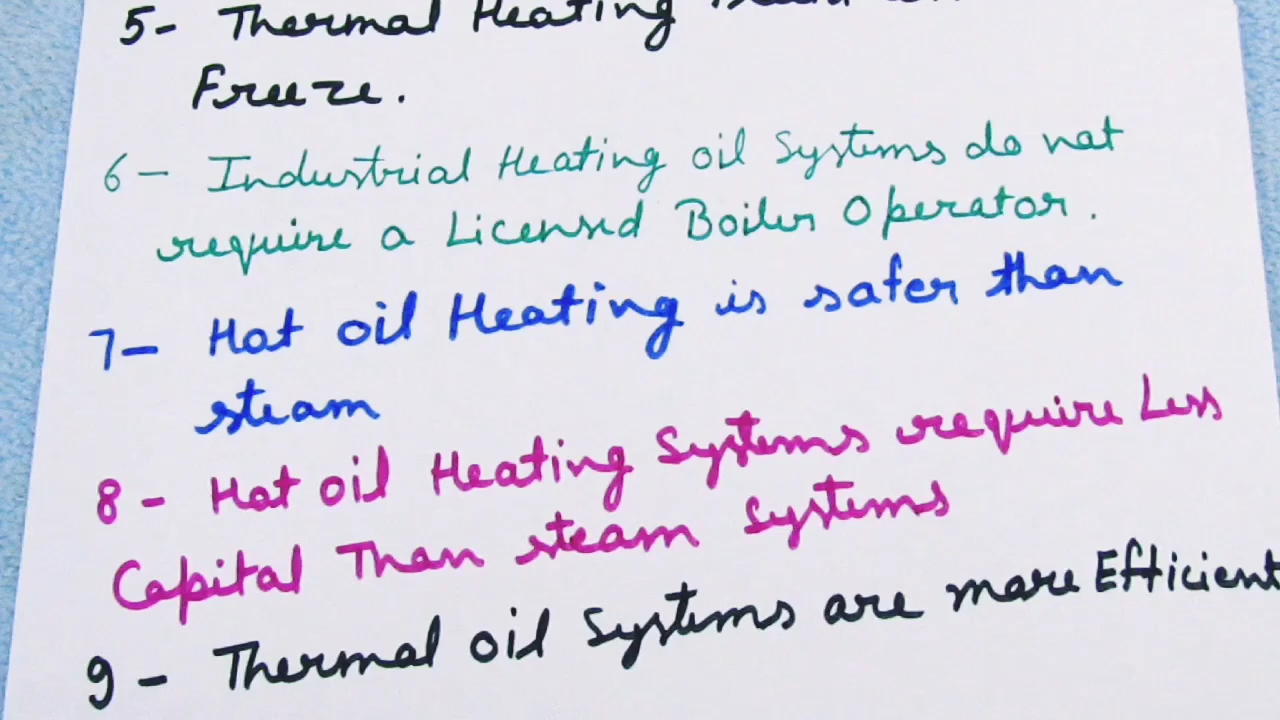 5- Thermal Heating
Freeze.
6- Industrial Heating oil Systems do not
require a Licensed Boiler Operator.
7- Hot oil Heating is safer than
steam
8- Hot oil Heating Systems require Less
Capital Than steam systems
9- Thermal oil Systems are more Efficient